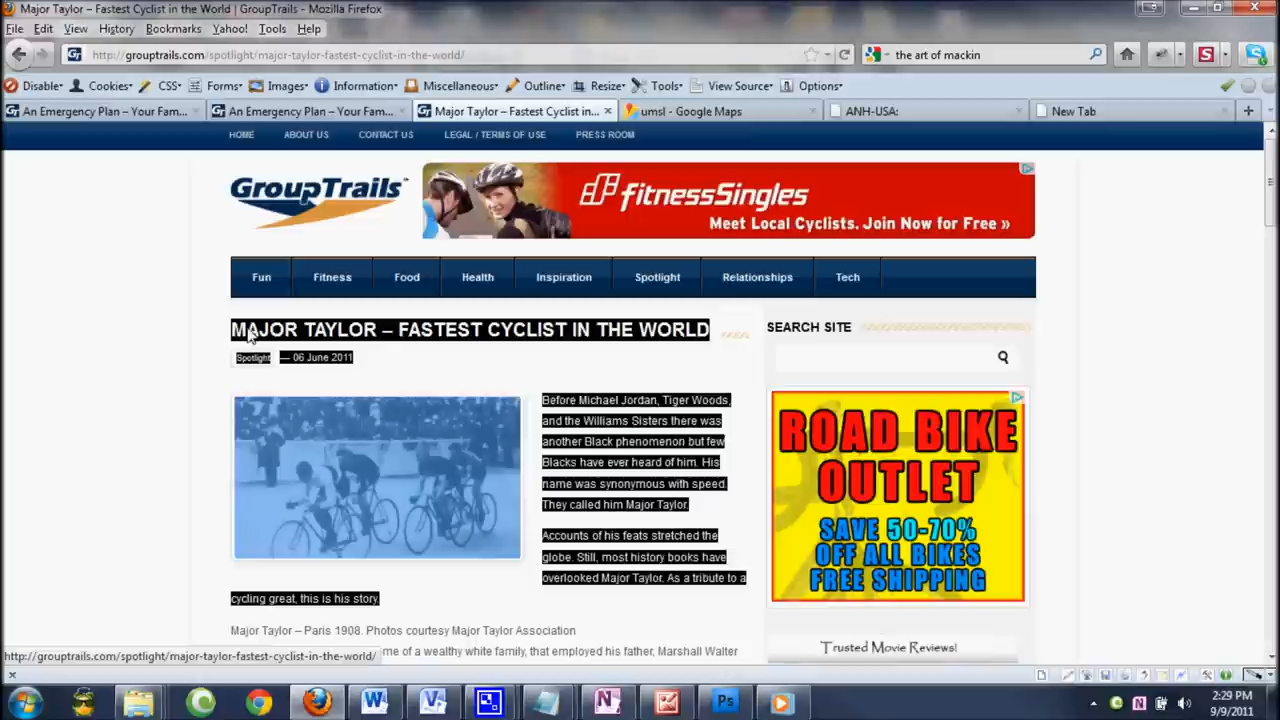 Major Taylor – Fastest Cyclist in the World | GroupTrails - Mozilla Firefox
File Edit View History Bookmarks Yahoo! Tools Help
http://grouptrails.com/spotlight/major-taylor-fastest-cyclist-in-the-world/
the art of mackin
Disable Cookies CSS Forms Images Information Miscellaneous Outline Resize Tools View Source Options
An Emergency Plan – Your Fam... An Emergency Plan – Your Fam... Major Taylor – Fastest Cyclist in... umsl - Google Maps ANH-USA: New Tab
HOME ABOUT US CONTACT US LEGAL / TERMS OF USE PRESS ROOM
GroupTrails™
fitnessSingles
Meet Local Cyclists. Join Now for Free »
Fun Fitness Food Health Inspiration Spotlight Relationships Tech
MAJOR TAYLOR – FASTEST CYCLIST IN THE WORLD
Spotlight — 06 June 2011
Before Michael Jordan, Tiger Woods,
and the Williams Sisters there was
another Black phenomenon but few
Blacks have ever heard of him. His
name was synonymous with speed.
They called him Major Taylor.
Accounts of his feats stretched the
globe. Still, most history books have
overlooked Major Taylor. As a tribute to a
cycling great, this is his story.
Major Taylor – Paris 1908. Photos courtesy Major Taylor Association
me of a wealthy white family, that employed his father, Marshall Walter
SEARCH SITE
ROAD BIKE
OUTLET
SAVE 50-70%
OFF ALL BIKES
FREE SHIPPING
Trusted Movie Reviews!
http://grouptrails.com/spotlight/major-taylor-fastest-cyclist-in-the-world/
2:29 PM
9/9/2011